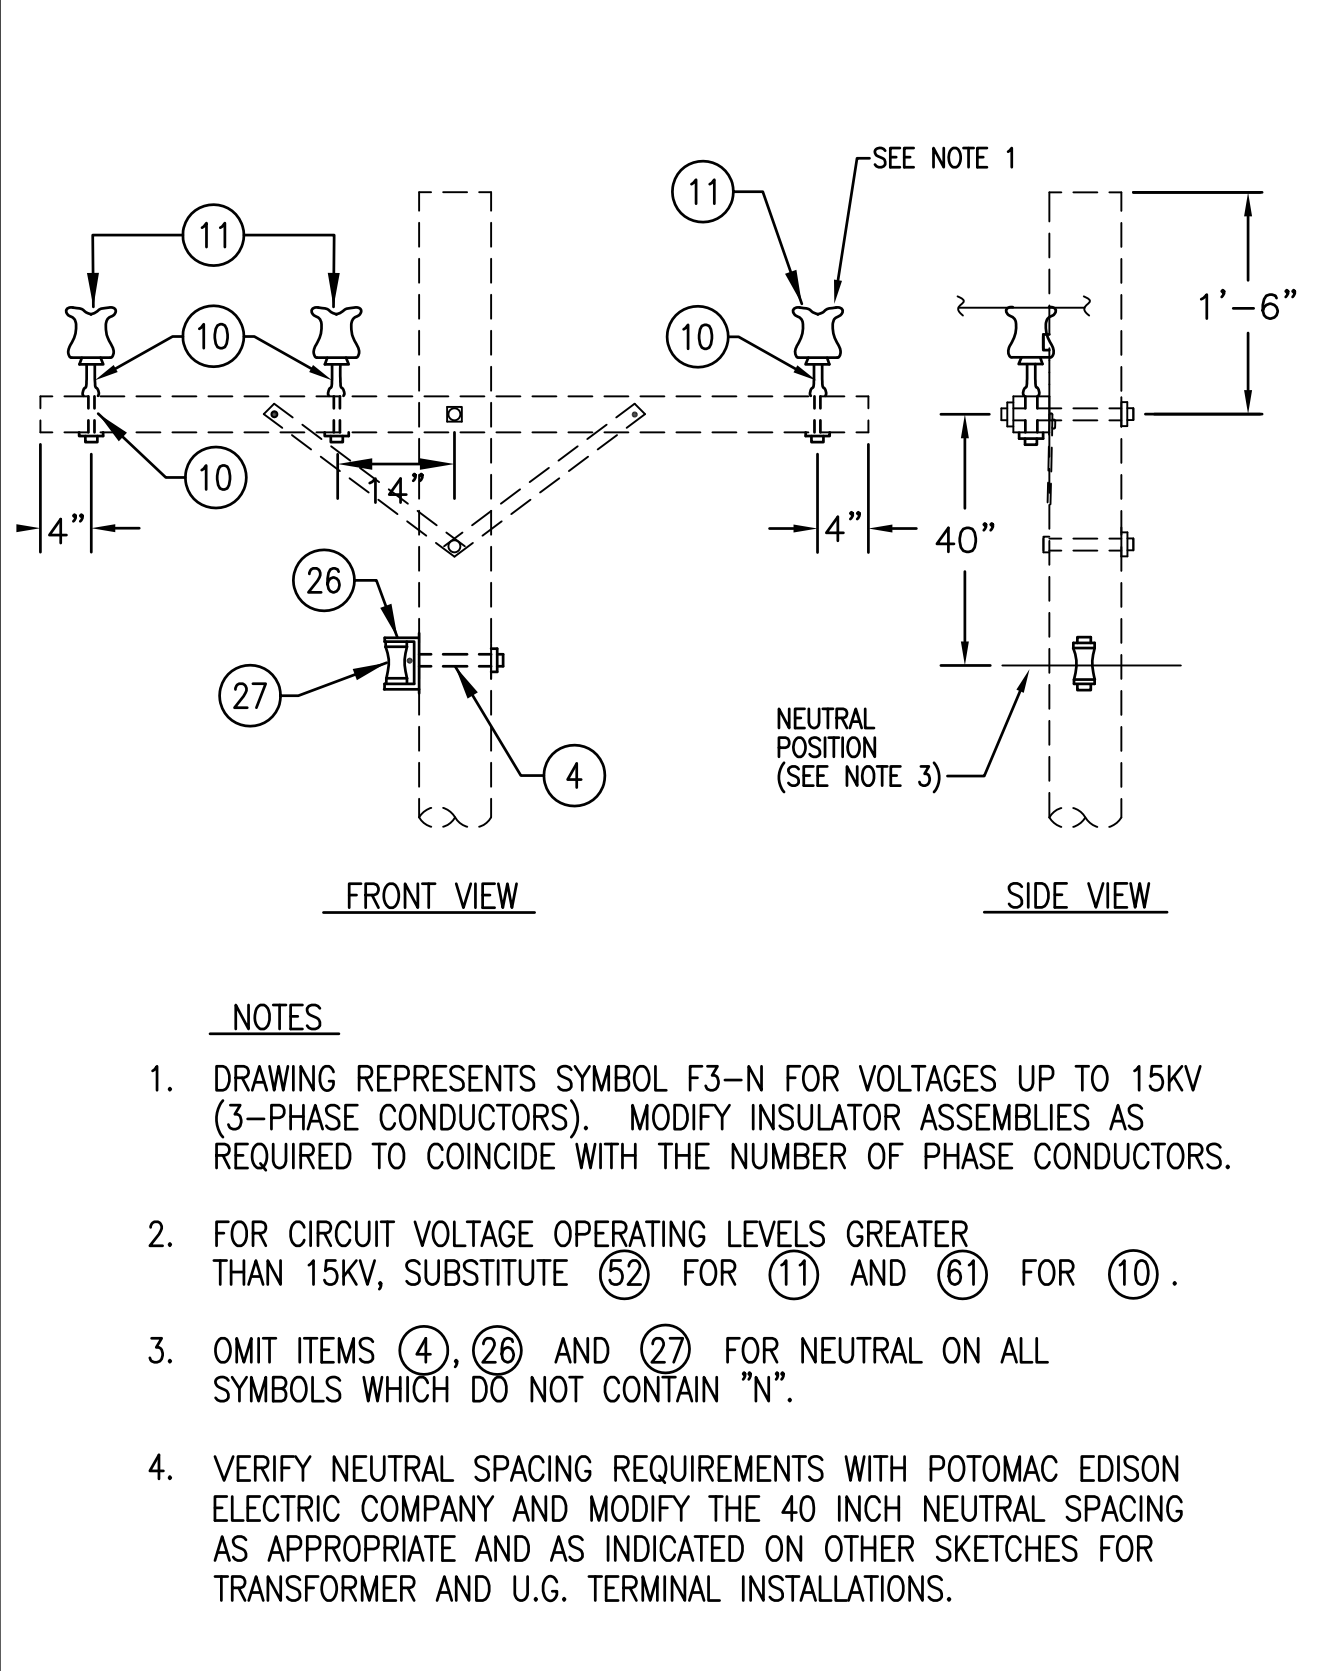 SEE NOTE 1
11
11
10
10
1'-6"
10
14"
4"
4"
40"
26
27
NEUTRAL
POSITION
(SEE NOTE 3)
4
FRONT VIEW
SIDE VIEW
NOTES
1. DRAWING REPRESENTS SYMBOL F3-N FOR VOLTAGES UP TO 15KV
(3-PHASE CONDUCTORS). MODIFY INSULATOR ASSEMBLIES AS
REQUIRED TO COINCIDE WITH THE NUMBER OF PHASE CONDUCTORS.
2. FOR CIRCUIT VOLTAGE OPERATING LEVELS GREATER
THAN 15KV, SUBSTITUTE 52 FOR 11 AND 61 FOR 10.
3. OMIT ITEMS 4, 26 AND 27 FOR NEUTRAL ON ALL
SYMBOLS WHICH DO NOT CONTAIN "N".
4. VERIFY NEUTRAL SPACING REQUIREMENTS WITH POTOMAC EDISON
ELECTRIC COMPANY AND MODIFY THE 40 INCH NEUTRAL SPACING
AS APPROPRIATE AND AS INDICATED ON OTHER SKETCHES FOR
TRANSFORMER AND U.G. TERMINAL INSTALLATIONS.